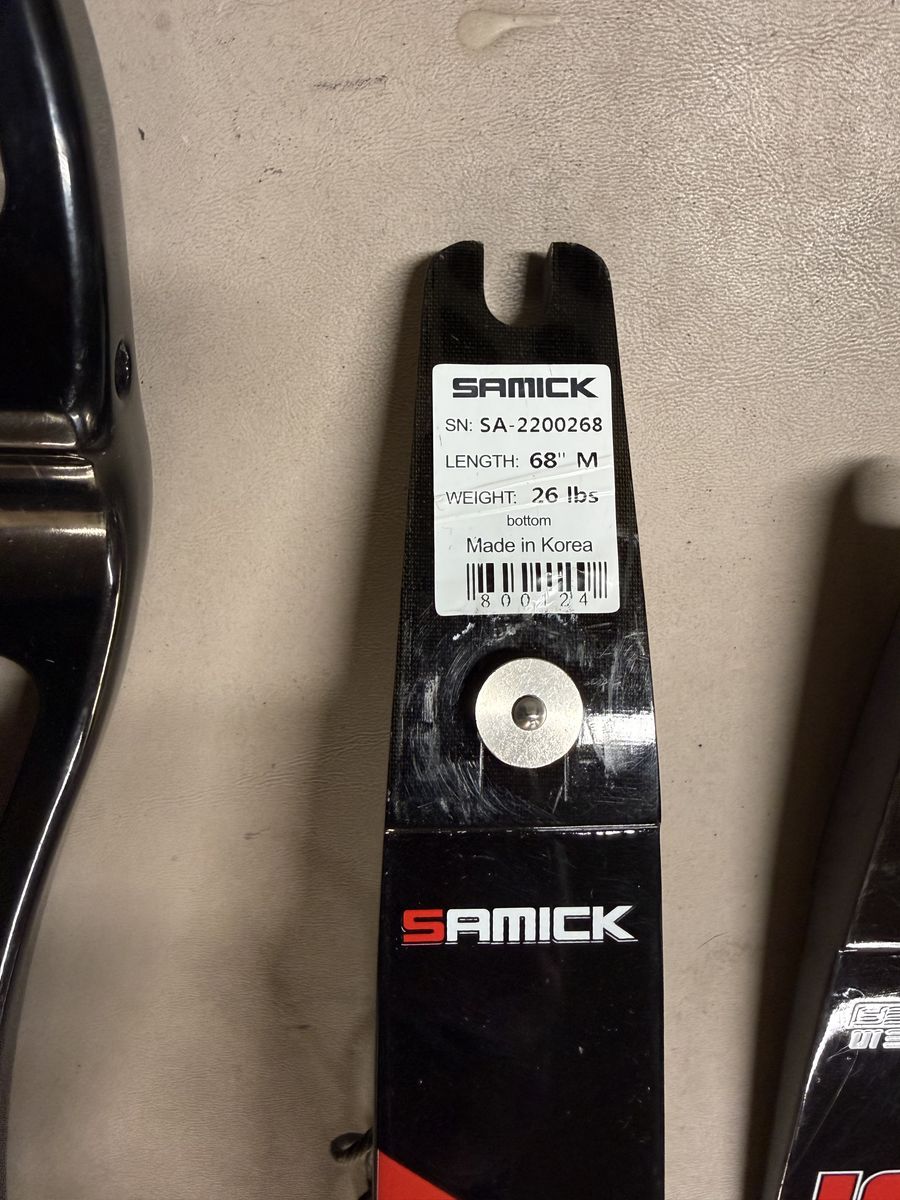 SAMICK
SN: SA-2200268
LENGTH: 68" M
WEIGHT: 26 lbs
bottom
Made in Korea
800124
SAMICK